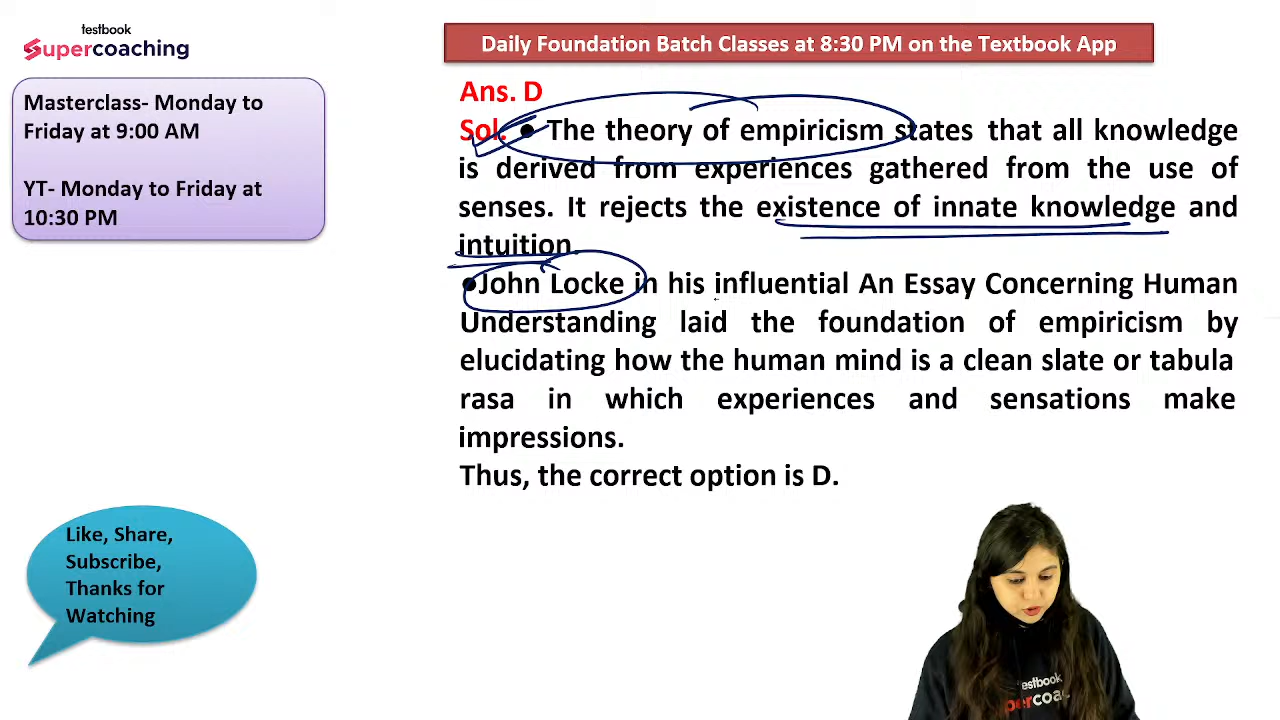 testbook
Supercoaching
Daily Foundation Batch Classes at 8:30 PM on the Textbook App
Masterclass- Monday to
Friday at 9:00 AM
YT- Monday to Friday at
10:30 PM
Ans. D
Sol. • The theory of empiricism states that all knowledge
is derived from experiences gathered from the use of
senses. It rejects the existence of innate knowledge and
intuition.
•John Locke in his influential An Essay Concerning Human
Understanding laid the foundation of empiricism by
elucidating how the human mind is a clean slate or tabula
rasa in which experiences and sensations make
impressions.
Thus, the correct option is D.
Like, Share,
Subscribe,
Thanks for
Watching
testbook